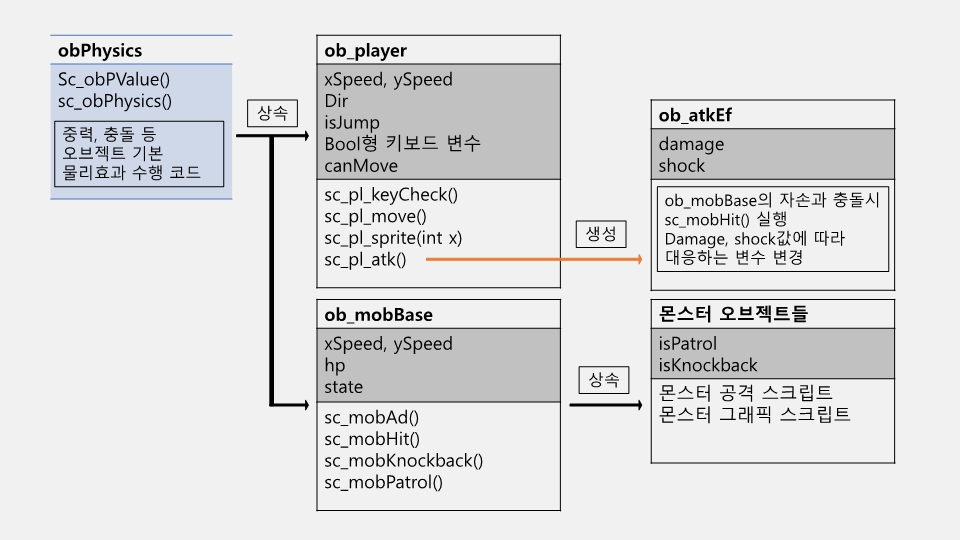 obPhysics
Sc_obPValue()
sc_obPhysics()
중력, 충돌 등
오브젝트 기본
물리효과 수행 코드
상속
ob_player
xSpeed, ySpeed
Dir
isJump
Bool형 키보드 변수
canMove
sc_pl_keyCheck()
sc_pl_move()
sc_pl_sprite(int x)
sc_pl_atk()
생성
ob_atkEf
damage
shock
ob_mobBase의 자손과 충돌시
sc_mobHit() 실행
Damage, shock값에 따라
대응하는 변수 변경
ob_mobBase
xSpeed, ySpeed
hp
state
sc_mobAd()
sc_mobHit()
sc_mobKnockback()
sc_mobPatrol()
상속
몬스터 오브젝트들
isPatrol
isKnockback
몬스터 공격 스크립트
몬스터 그래픽 스크립트